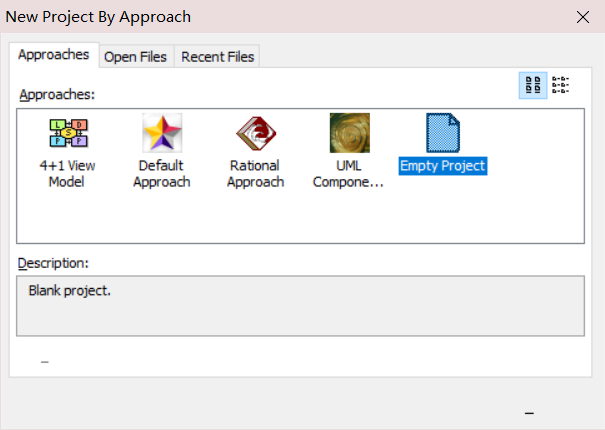 New Project By Approach
Approaches
Open Files
Recent Files
Approaches:
4+1 View
Model
Default
Approach
Rational
Approach
UML
Compone...
Empty Project
Description:
Blank project.